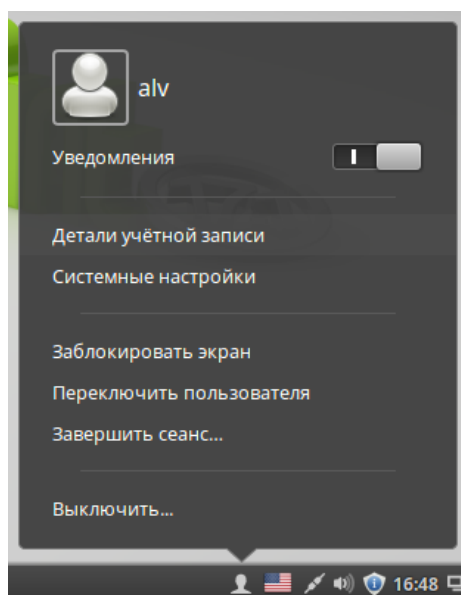 alv
Уведомления
Детали учётной записи
Системные настройки
Заблокировать экран
Переключить пользователя
Завершить сеанс...
Выключить...
16:48